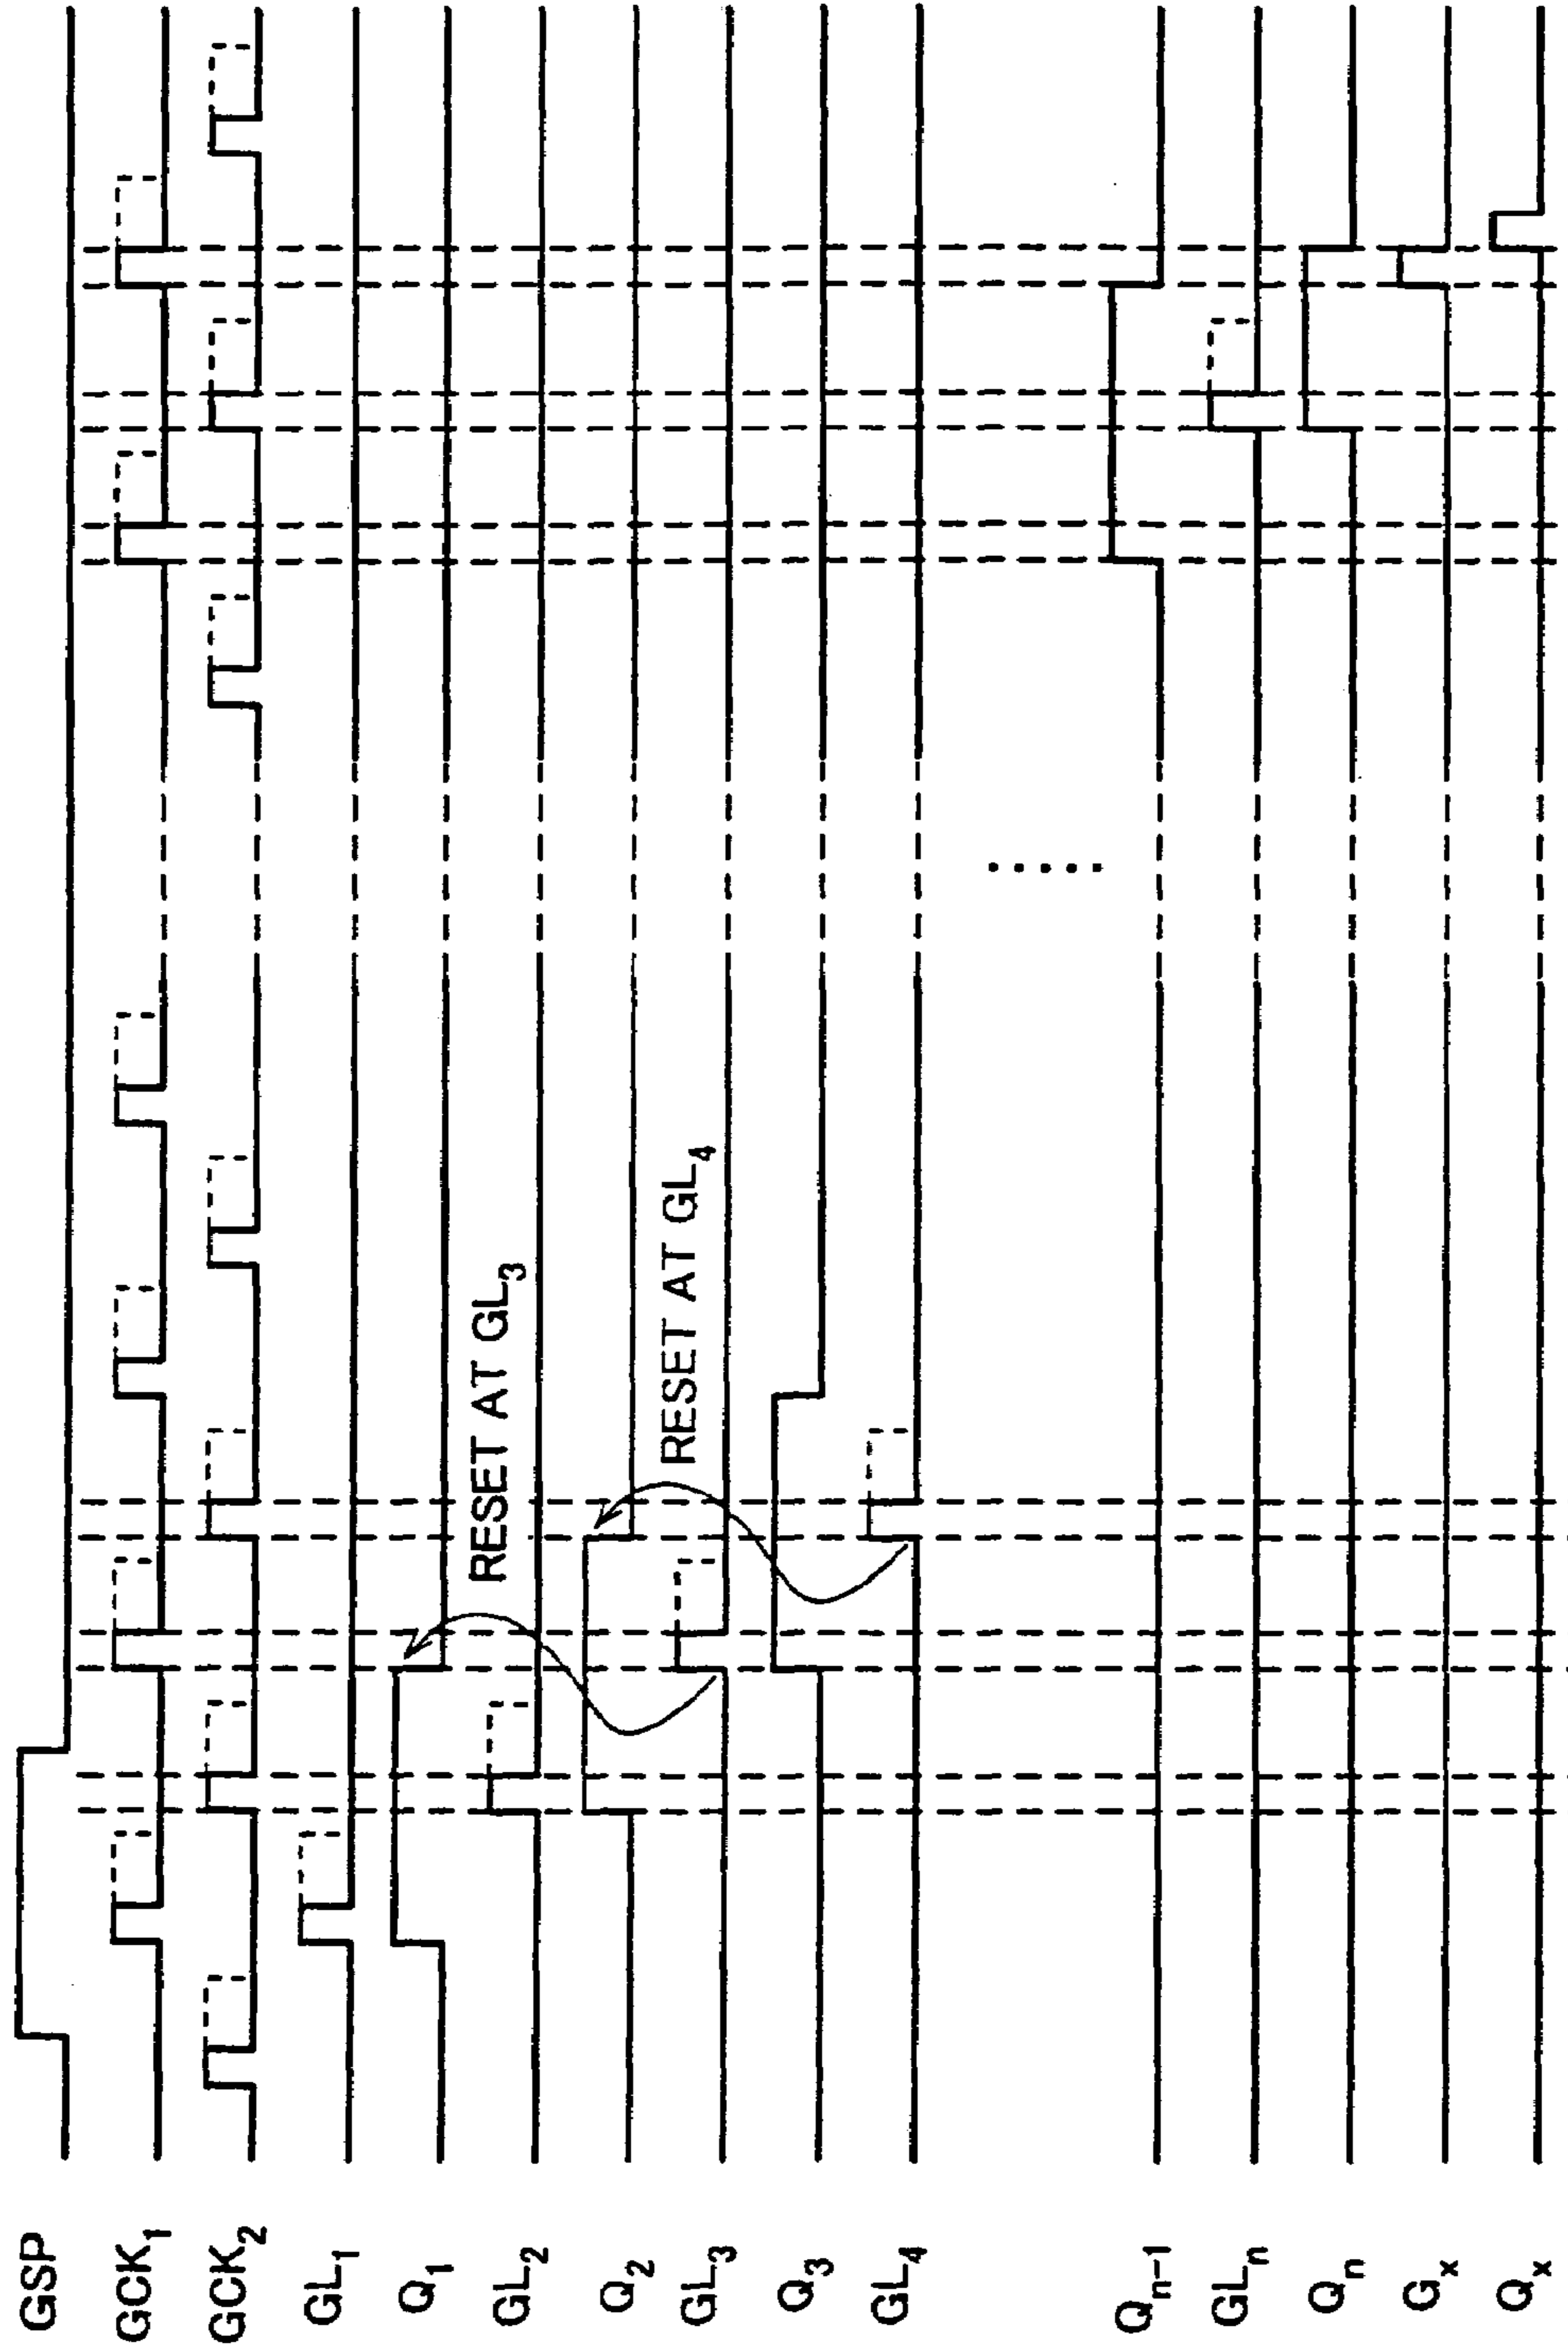 GSP
GCK1
GCK2
GL1
Q1
GL2
Q2
GL3
Q3
GL4
Qn-1
GLn
Qn
Gx
Qx
RESET AT GL3
RESET AT GL4